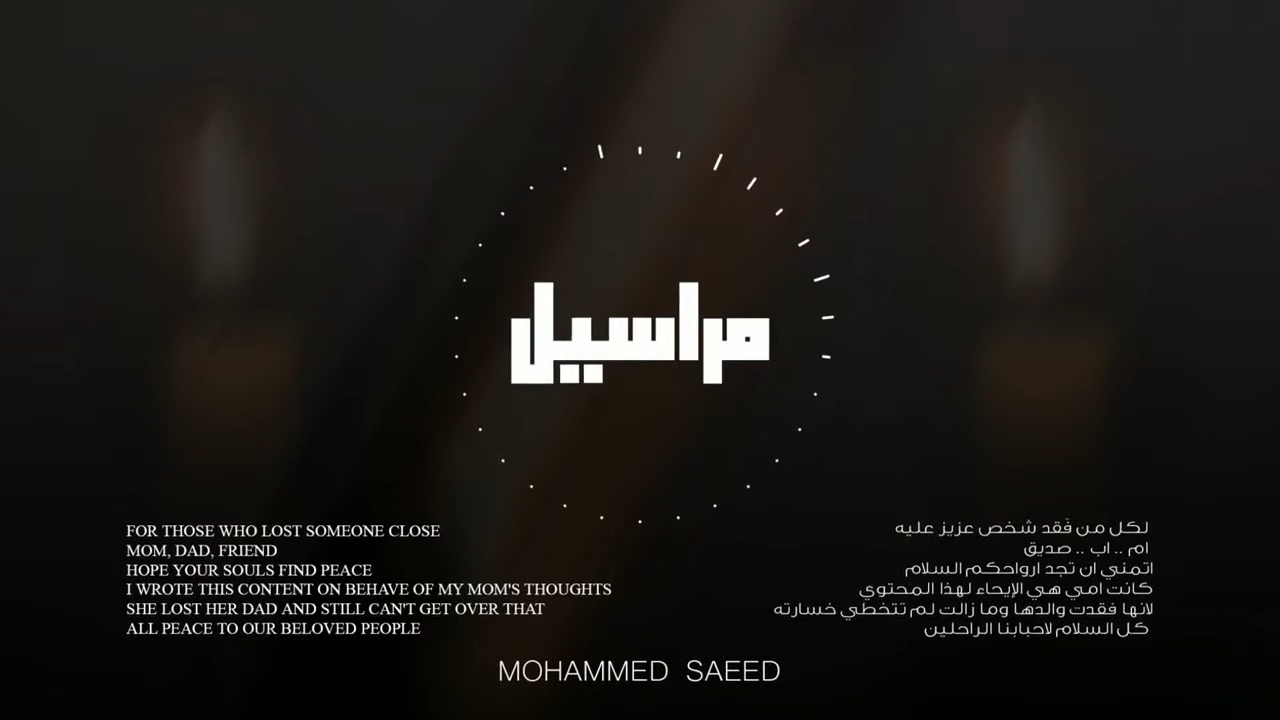 مراسيل
FOR THOSE WHO LOST SOMEONE CLOSE
MOM, DAD, FRIEND
HOPE YOUR SOULS FIND PEACE
I WROTE THIS CONTENT ON BEHAVE OF MY MOM'S THOUGHTS
SHE LOST HER DAD AND STILL CAN'T GET OVER THAT
ALL PEACE TO OUR BELOVED PEOPLE
لكل من فَقد شخص عزيز عليه
ام .. اب .. صديق
اتمني ان تجد ارواحكم السلام
كانت امي هي الإيحاء لهذا المحتوي
لانها فقدت والدها وما زالت لم تتخطي خسارته
كل السلام لاحبابنا الراحلين
MOHAMMED SAEED